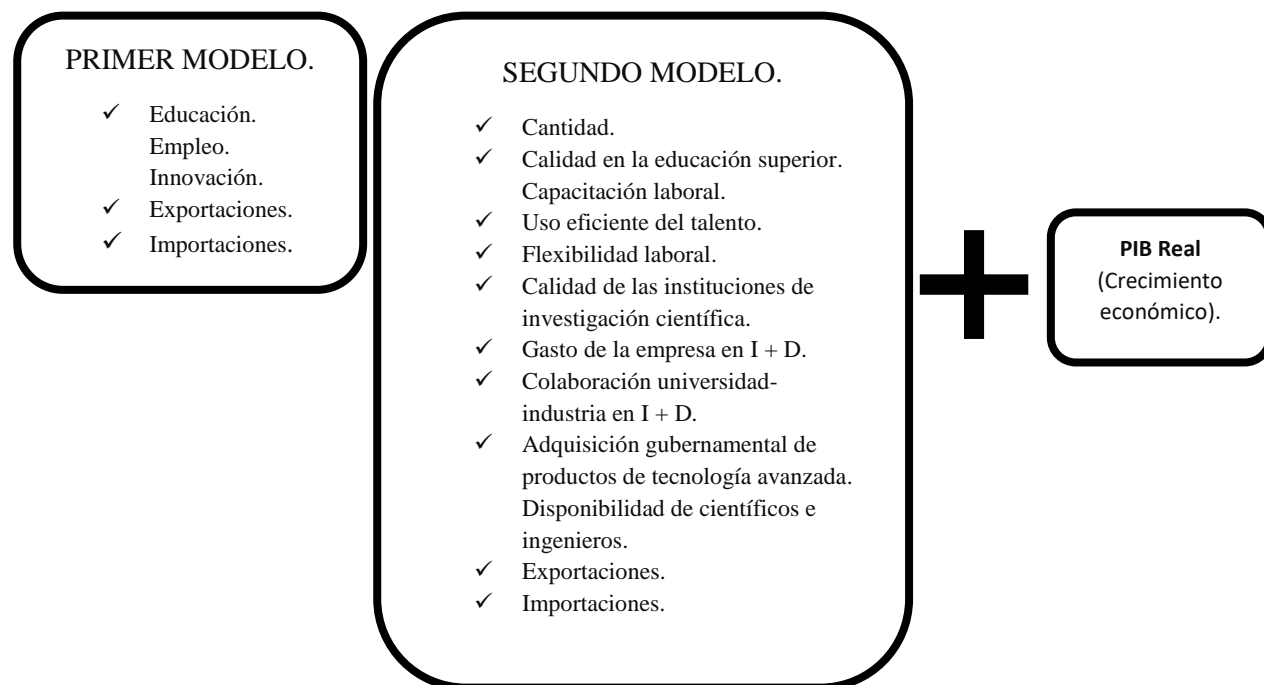 PRIMER MODELO.
✓ Educación.
Empleo.
Innovación.
✓ Exportaciones.
✓ Importaciones.
SEGUNDO MODELO.
✓ Cantidad.
✓ Calidad en la educación superior.
Capacitación laboral.
✓ Uso eficiente del talento.
✓ Flexibilidad laboral.
✓ Calidad de las instituciones de
investigación científica.
✓ Gasto de la empresa en I + D.
✓ Colaboración universidad-
industria en I + D.
✓ Adquisición gubernamental de
productos de tecnología avanzada.
Disponibilidad de científicos e
ingenieros.
✓ Exportaciones.
✓ Importaciones.
PIB Real
(Crecimiento
económico).